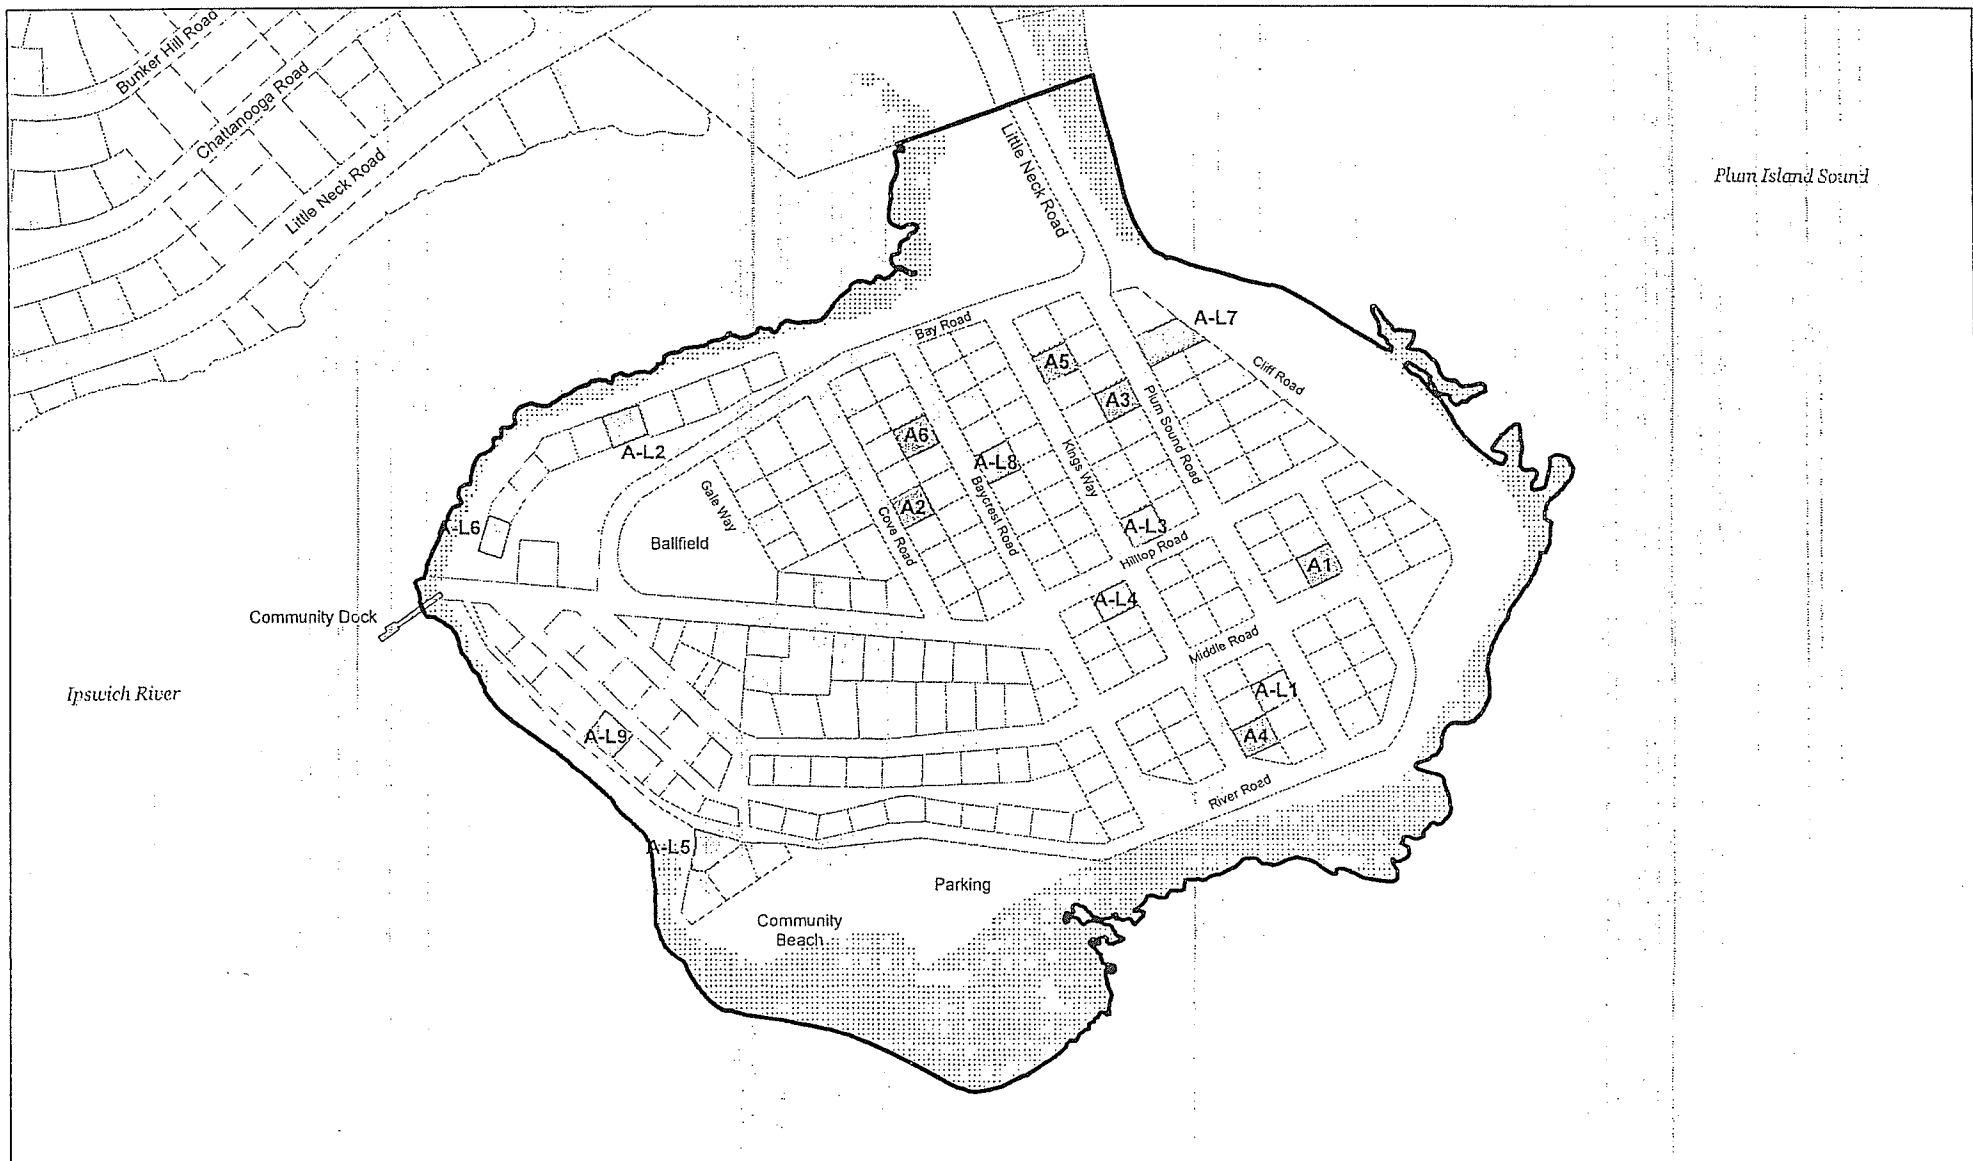 Bunker Hill Road
Chattanooga Road
Little Neck Road
Little Neck Road
Plum Island Sound
A-L7
Bay Road
Cliff Road
A5
A3
Plum Sound Road
A6
A-L2
A-L8
Kings Way
Gale Way
A2
Baycrest Road
Cove Road
A-L6
A-L3
Ballfield
Hilltop Road
A1
A-L4
Community Dock
Middle Road
Ipswich River
A-L1
A-L9
A4
River Road
A-L5
Parking
Community
Beach